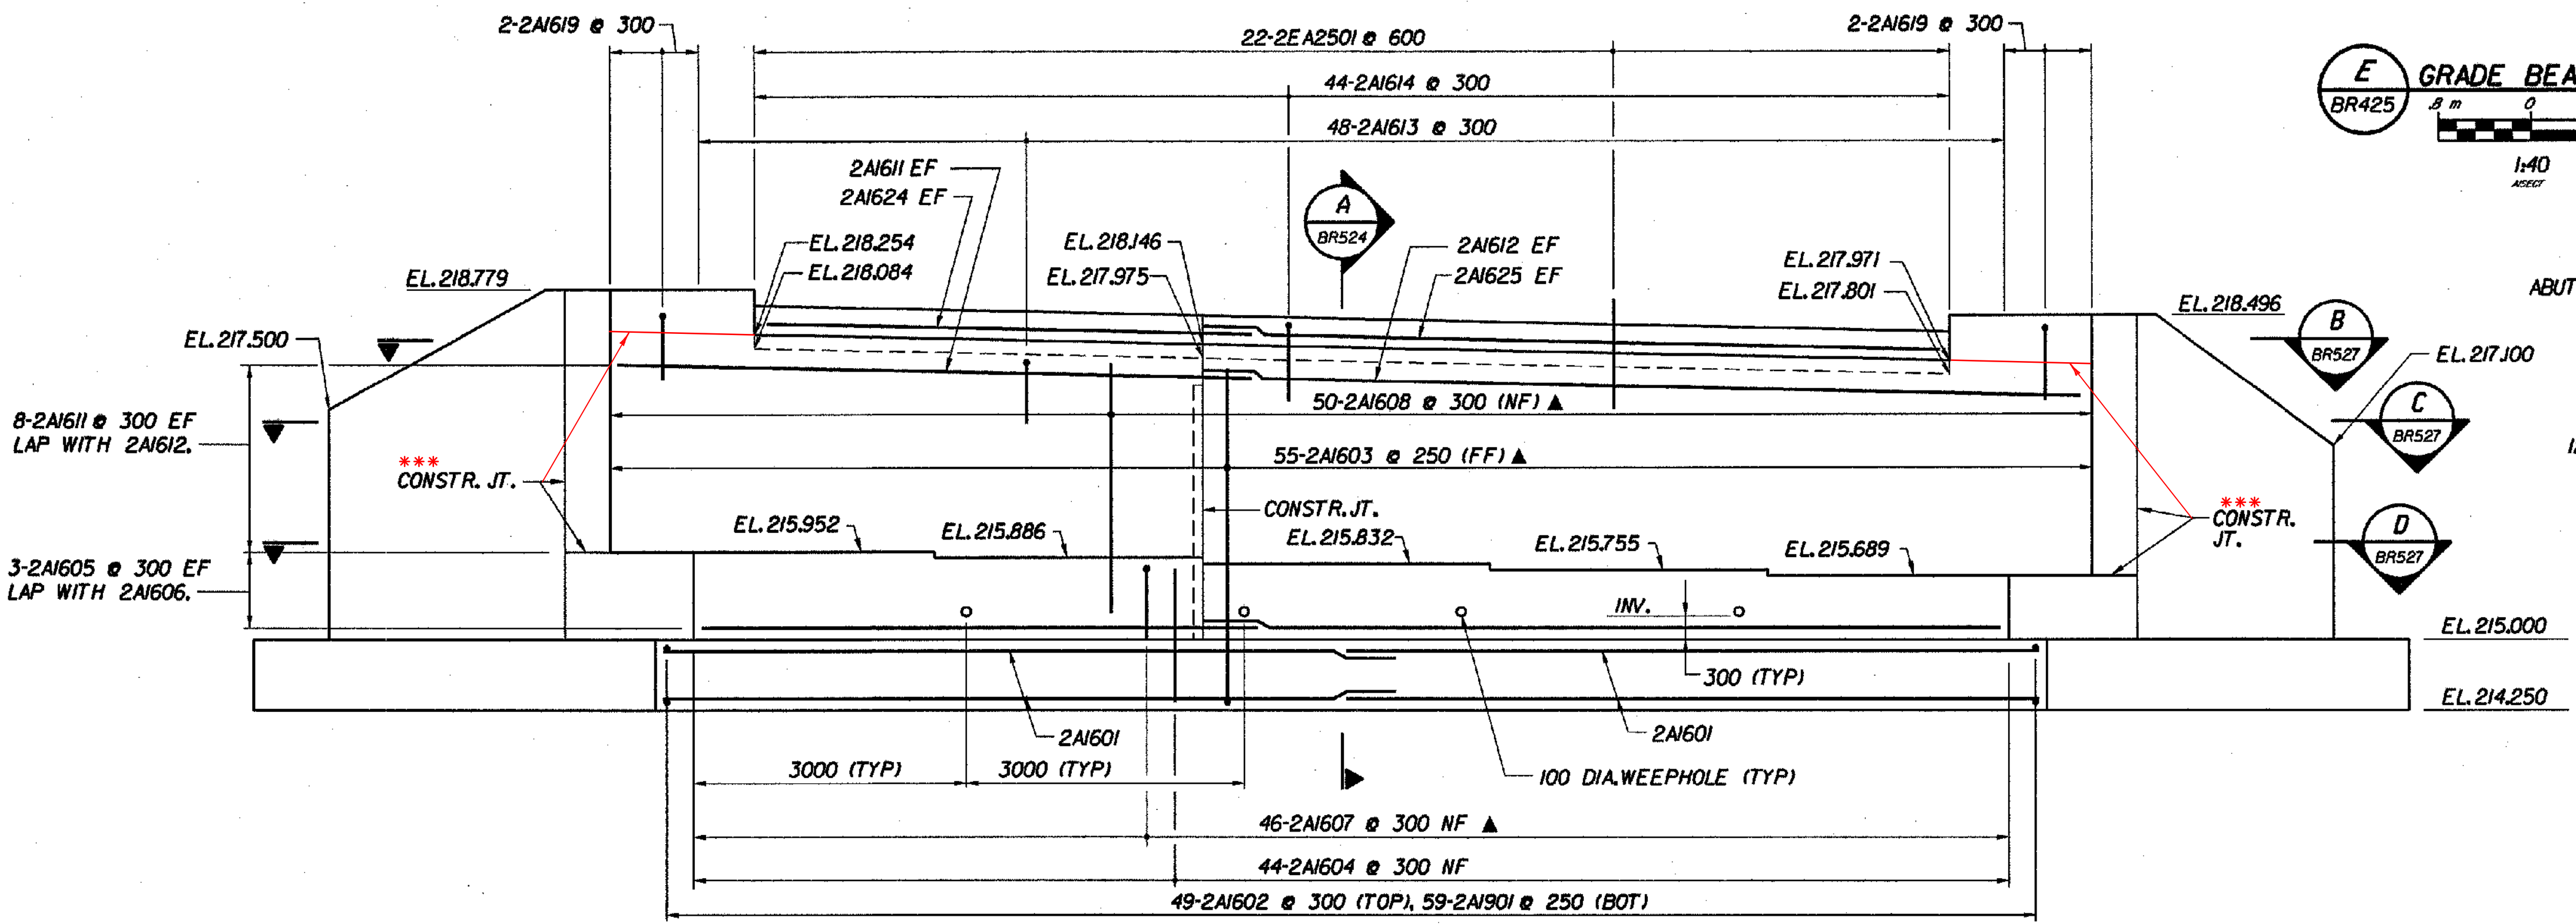 2-2A1619 @ 300
22-2EA2501 @ 600
2-2A1619 @ 300
44-2A1614 @ 300
48-2A1613 @ 300
E
BR425
GRADE BEA
.8 m 0
1:40
2A1611 EF
2A1624 EF
A
BR524
EL.218.254
EL.218.084
EL.218.146
EL.217.975
2A1612 EF
2A1625 EF
EL.217.971
EL.217.801
EL.218.779
EL.218.496
ABUT
B
BR527
EL.217.500
EL.217.100
8-2A1611 @ 300 EF
LAP WITH 2A1612.
50-2A1608 @ 300 (NF) ▲
C
BR527
***
CONSTR. JT.
55-2A1603 @ 250 (FF) ▲
***
CONSTR.
JT.
CONSTR. JT.
EL.215.952
EL.215.886
EL.215.832
EL.215.755
EL.215.689
D
BR527
3-2A1605 @ 300 EF
LAP WITH 2A1606.
INV.
EL.215.000
300 (TYP)
EL.214.250
2A1601
2A1601
3000 (TYP)
3000 (TYP)
100 DIA.WEEPHOLE (TYP)
46-2A1607 @ 300 NF ▲
44-2A1604 @ 300 NF
49-2A1602 @ 300 (TOP), 59-2A1901 @ 250 (BOT)